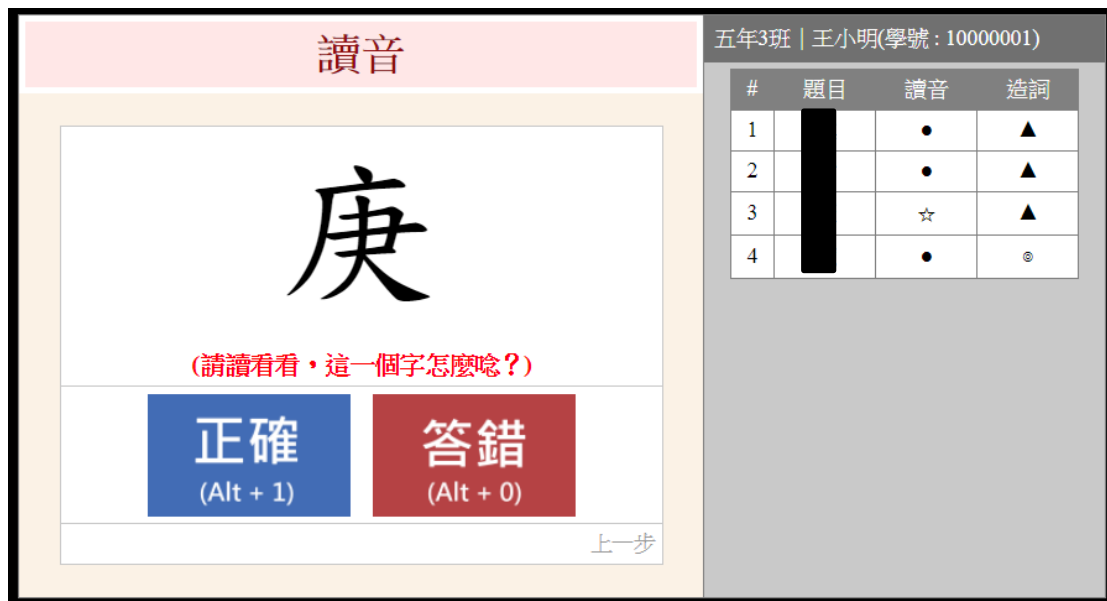 讀音
庚
(請讀看看，這一個字怎麼唸？)
正確
(Alt + 1)
答錯
(Alt + 0)
上一步
五年3班｜王小明(學號 : 10000001)
# 題目 讀音 造詞
1 ● ▲
2 ● ▲
3 ☆ ▲
4 ● ⌾